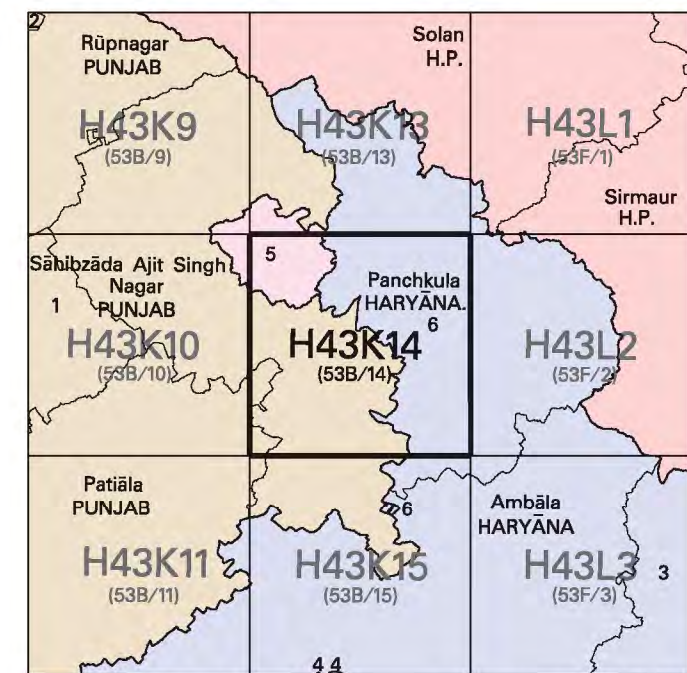 2
Rūpnagar
PUNJAB
Solan
H.P.
H43K9
(53B/9)
H43K13
(53B/13)
H43L1
(53F/1)
Sirmaur
H.P.
5
Sāhibzāda Ajit Singh
Nagar
PUNJAB
1
Panchkula
HARYĀNA.
6
H43K10
(53B/10)
H43K14
(53B/14)
H43L2
(53F/2)
Patiāla
PUNJAB
6
Ambāla
HARYĀNA
H43K11
(53B/11)
H43K15
(53B/15)
H43L3
(53F/3)
3
4 4